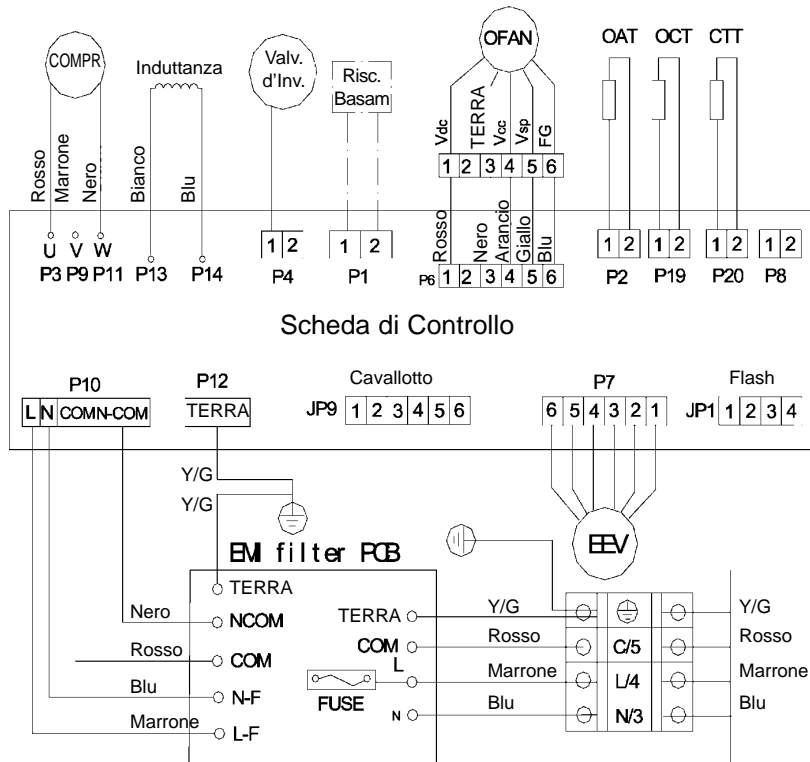 COMPR
Induttanza
Valv.
d'Inv.
Risc.
Basam
OFAN
OAT OCT CTT
Rosso
Marrone
Nero
Bianco
Blu
Vdc
TERRA
Vcc
Vsp
FG
1 2 3 4 5 6
Rosso
Nero
Arancio
Giallo
Blu
U V W
P3 P9 P11 P13 P14
1 2
P4
1 2
P1
P6 1 2 3 4 5 6
1 2
P2
1 2
P19
1 2
P20
1 2
P8
Scheda di Controllo
P10
L N COMN-COM
P12
TERRA
Cavallotto
JP9 1 2 3 4 5 6
P7
6 5 4 3 2 1
Flash
JP1 1 2 3 4
Y/G
Y/G
EEV
EMI filter PCB
TERRA
Nero NCOM
Rosso COM
Blu N-F
Marrone L-F
TERRA Y/G Y/G
COM Rosso C/5 Rosso
L Marrone L/4 Marrone
FUSE
N Blu N/3 Blu